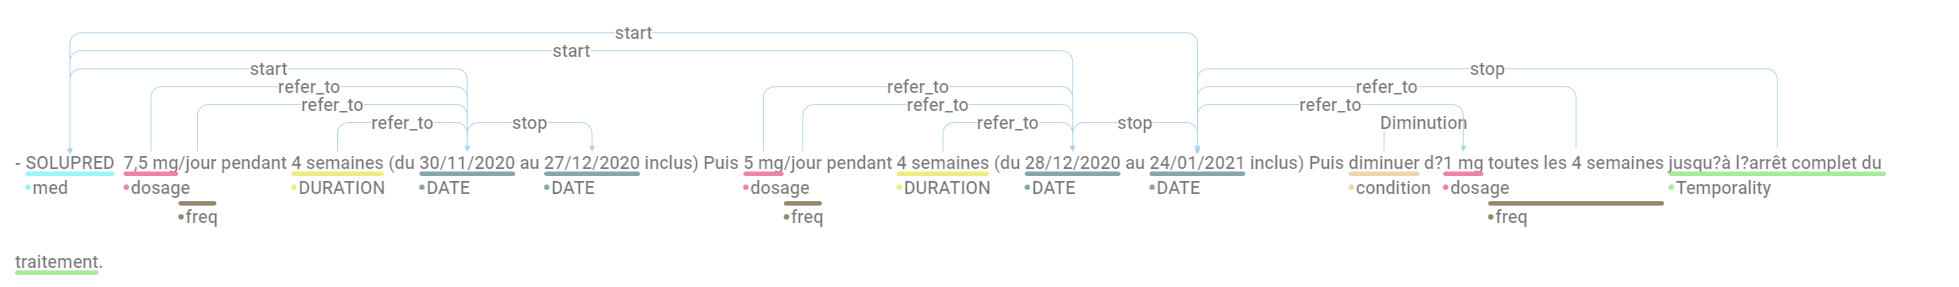 start
start
start stop
refer_to refer_to refer_to
refer_to refer_to refer_to
refer_to stop refer_to stop Diminution
- SOLUPRED 7,5 mg/jour pendant 4 semaines (du 30/11/2020 au 27/12/2020 inclus) Puis 5 mg/jour pendant 4 semaines (du 28/12/2020 au 24/01/2021 inclus) Puis diminuer d?1 mg toutes les 4 semaines jusqu?à l?arrêt complet du
med dosage DURATION DATE DATE dosage DURATION DATE DATE condition dosage Temporality
freq freq freq
traitement.